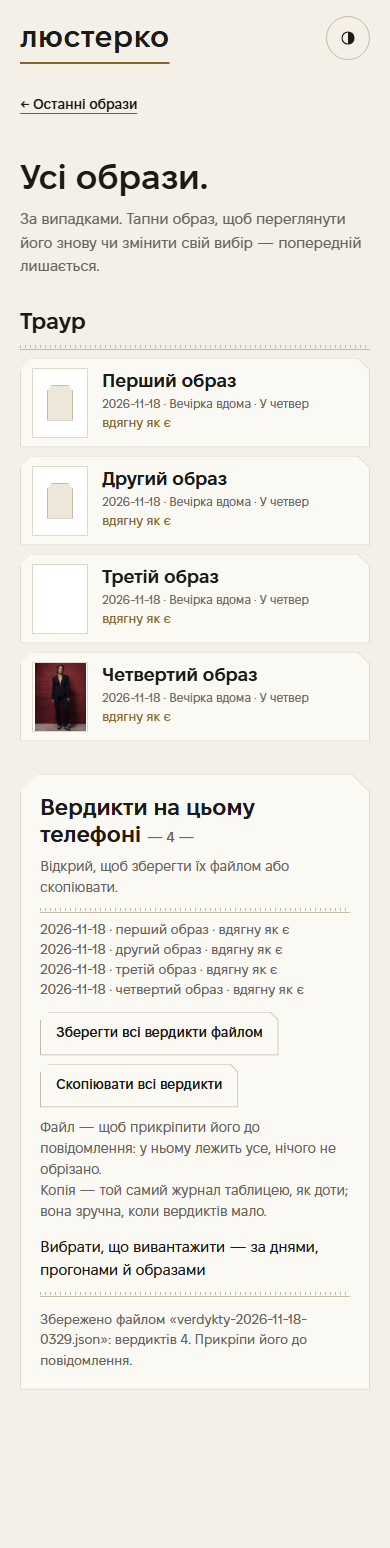 люстерко
← Останні образи
Усі образи.
За випадками. Тапни образ, щоб переглянути
його знову чи змінити свій вибір — попередній
лишається.
Траур
Перший образ
2026-11-18 · Вечірка вдома · У четвер
вдягну як є
Другий образ
2026-11-18 · Вечірка вдома · У четвер
вдягну як є
Третій образ
2026-11-18 · Вечірка вдома · У четвер
вдягну як є
Четвертий образ
2026-11-18 · Вечірка вдома · У четвер
вдягну як є
Вердикти на цьому
телефоні — 4 —
Відкрий, щоб зберегти їх файлом або
скопіювати.
2026-11-18 · перший образ · вдягну як є
2026-11-18 · другий образ · вдягну як є
2026-11-18 · третій образ · вдягну як є
2026-11-18 · четвертий образ · вдягну як є
Зберегти всі вердикти файлом
Скопіювати всі вердикти
Файл — щоб прикріпити його до
повідомлення: у ньому лежить усе, нічого не
обрізано.
Копія — той самий журнал таблицею, як доти;
вона зручна, коли вердиктів мало.
Вибрати, що вивантажити — за днями,
прогонами й образами
Збережено файлом «verdykty-2026-11-18-
0329.json»: вердиктів 4. Прикріпи його до
повідомлення.